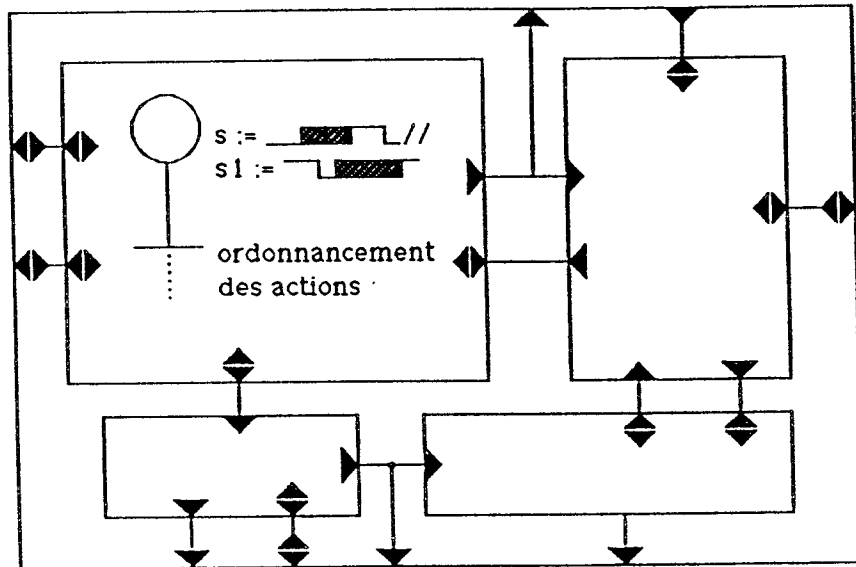 s := //
s1 :=
ordonnancement
des actions